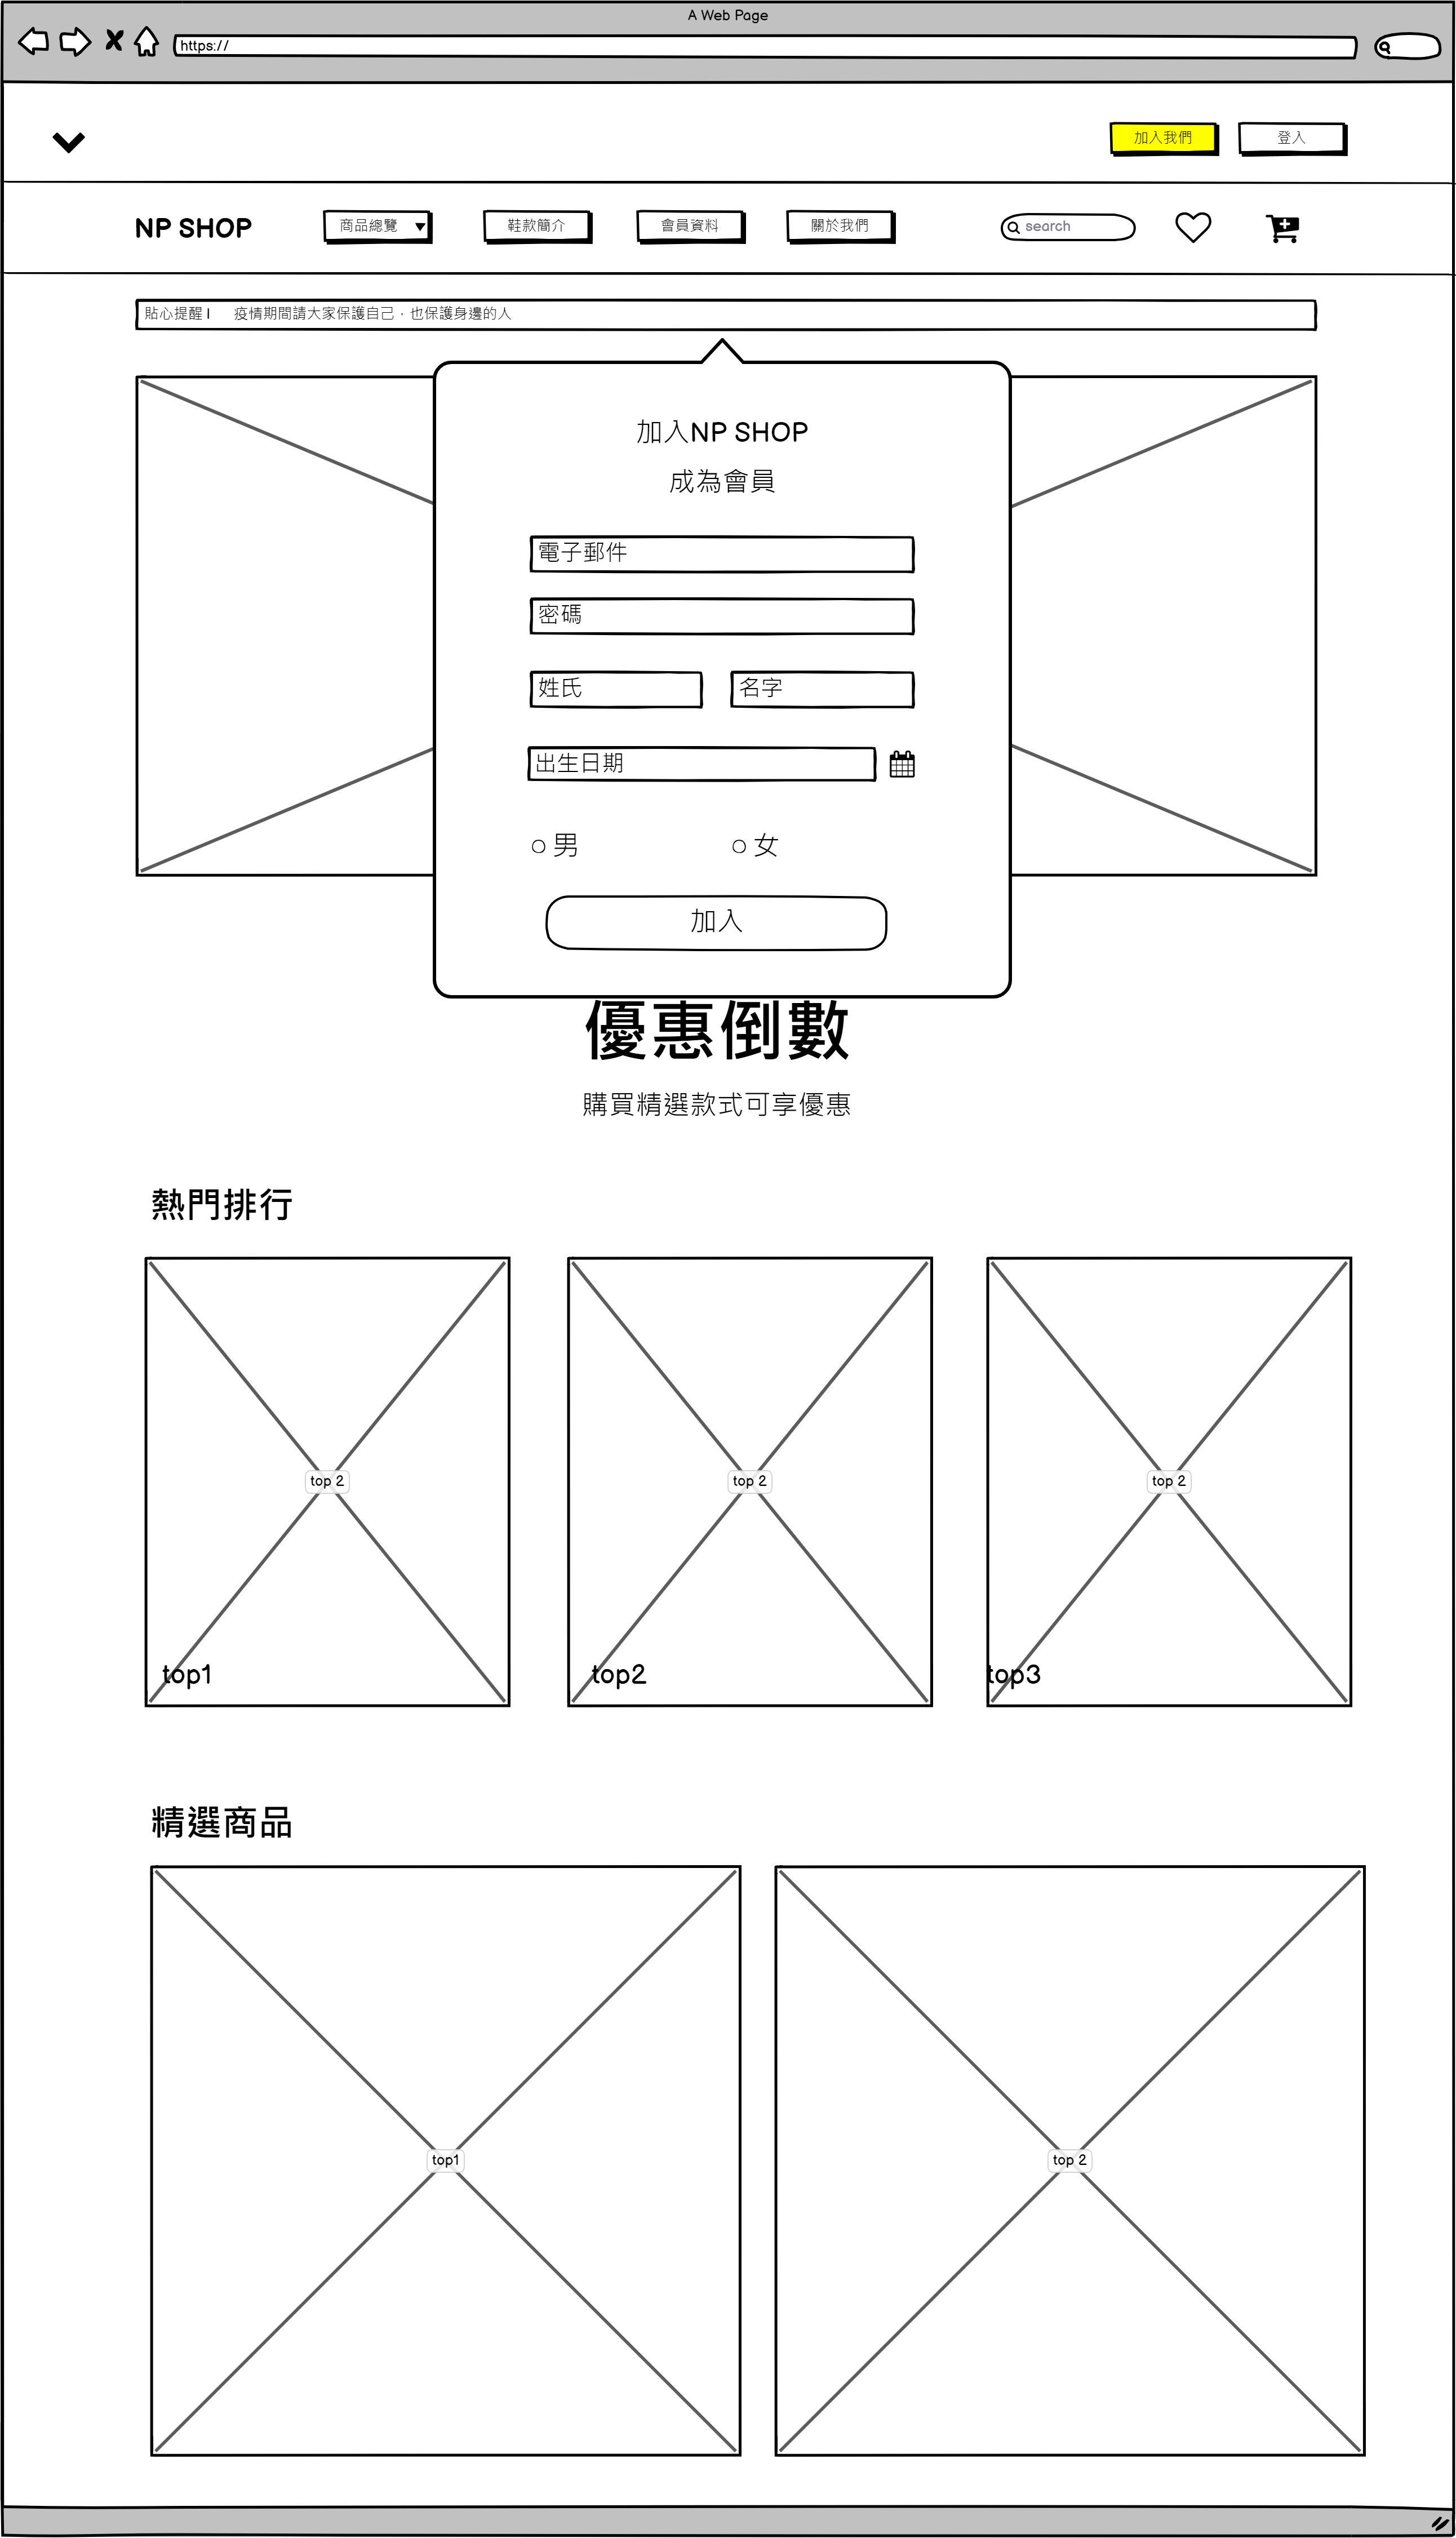 A Web Page
https://
加入我們
登入
NP SHOP
商品總覽
鞋款簡介
會員資料
關於我們
search
貼心提醒 I 疫情期間請大家保護自己，也保護身邊的人
加入NP SHOP
成為會員
電子郵件
密碼
姓氏
名字
出生日期
男
女
加入
優惠倒數
購買精選款式可享優惠
熱門排行
top 2
top 2
top 2
top1
top2
top3
精選商品
top1
top 2